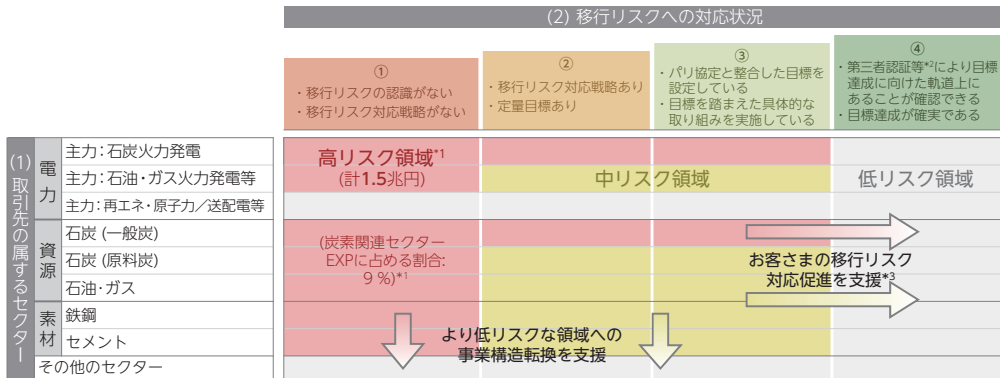 (2) 移行リスクへの対応状況
①
・移行リスクの認識がない
・移行リスク対応戦略がない
②
・移行リスク対応戦略あり
・定量目標あり
③
・パリ協定と整合した目標を
設定している
・目標を踏まえた具体的な
取り組みを実施している
④
・第三者認証等*2により目標
達成に向けた軌道上に
あることが確認できる
・目標達成が確実である
(1) 取引先の属するセクター
電力
主力：石炭火力発電
主力：石油・ガス火力発電等
主力：再エネ・原子力／送配電等
資源
石炭 (一般炭)
石炭 (原料炭)
石油・ガス
素材
鉄鋼
セメント
その他のセクター
高リスク領域*1
(計1.5兆円)
中リスク領域
低リスク領域
(炭素関連セクター
EXPに占める割合:
9 %)*1
お客さまの移行リスク
対応促進を支援*3
より低リスクな領域への
事業構造転換を支援